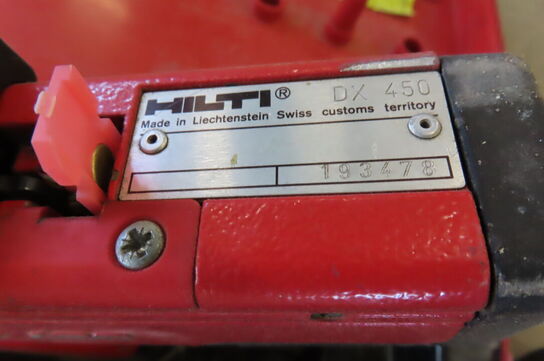 HILTI® DX 450
Made in Liechtenstein Swiss customs territory
193478